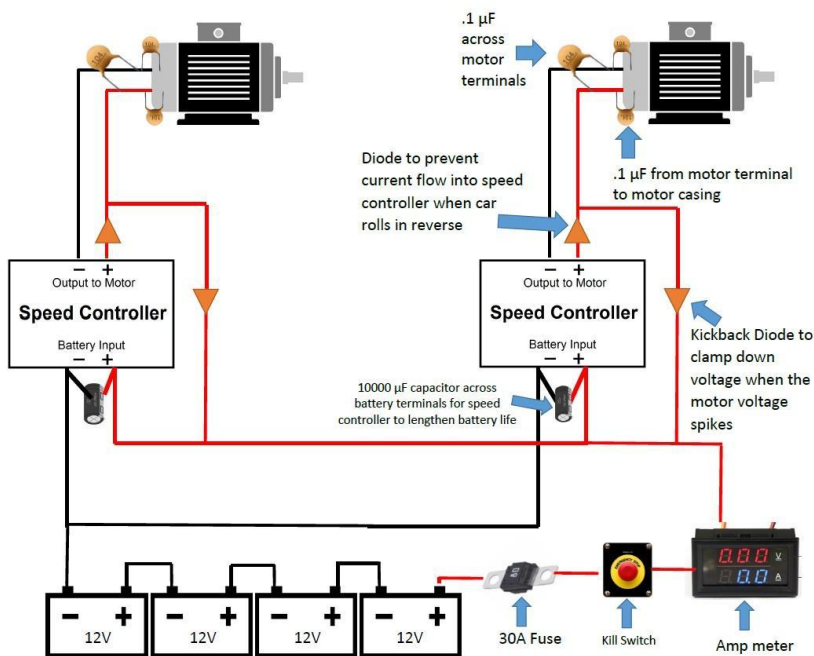 .1 µF
across
motor
terminals
104
104
Diode to prevent
current flow into speed
controller when car
rolls in reverse
.1 µF from motor terminal
to motor casing
− +
Output to Motor
Speed Controller
Battery Input
− +
− +
Output to Motor
Speed Controller
Battery Input
− +
Kickback Diode to
clamp down
voltage when the
motor voltage
spikes
10000 µF capacitor across
battery terminals for speed
controller to lengthen battery life
0.00 V
0.0 A
− +
12V
− +
12V
− +
12V
− +
12V
30A Fuse
Kill Switch
Amp meter